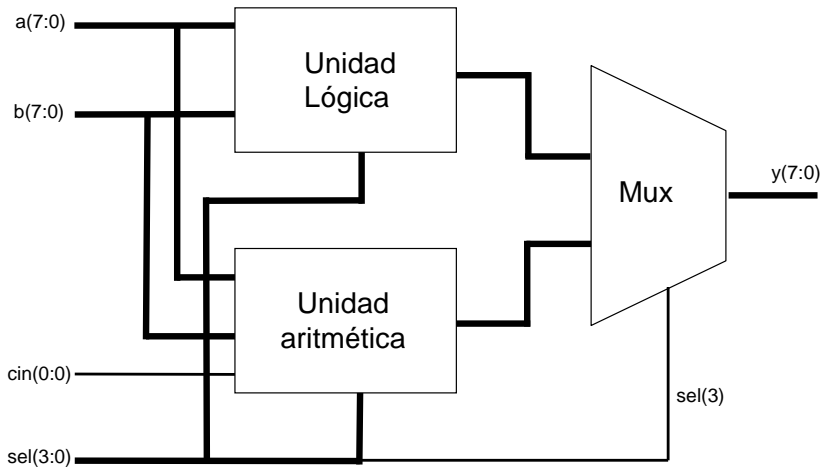 a(7:0)
Unidad
Lógica
b(7:0)
y(7:0)
Mux
Unidad
aritmética
cin(0:0)
sel(3)
sel(3:0)